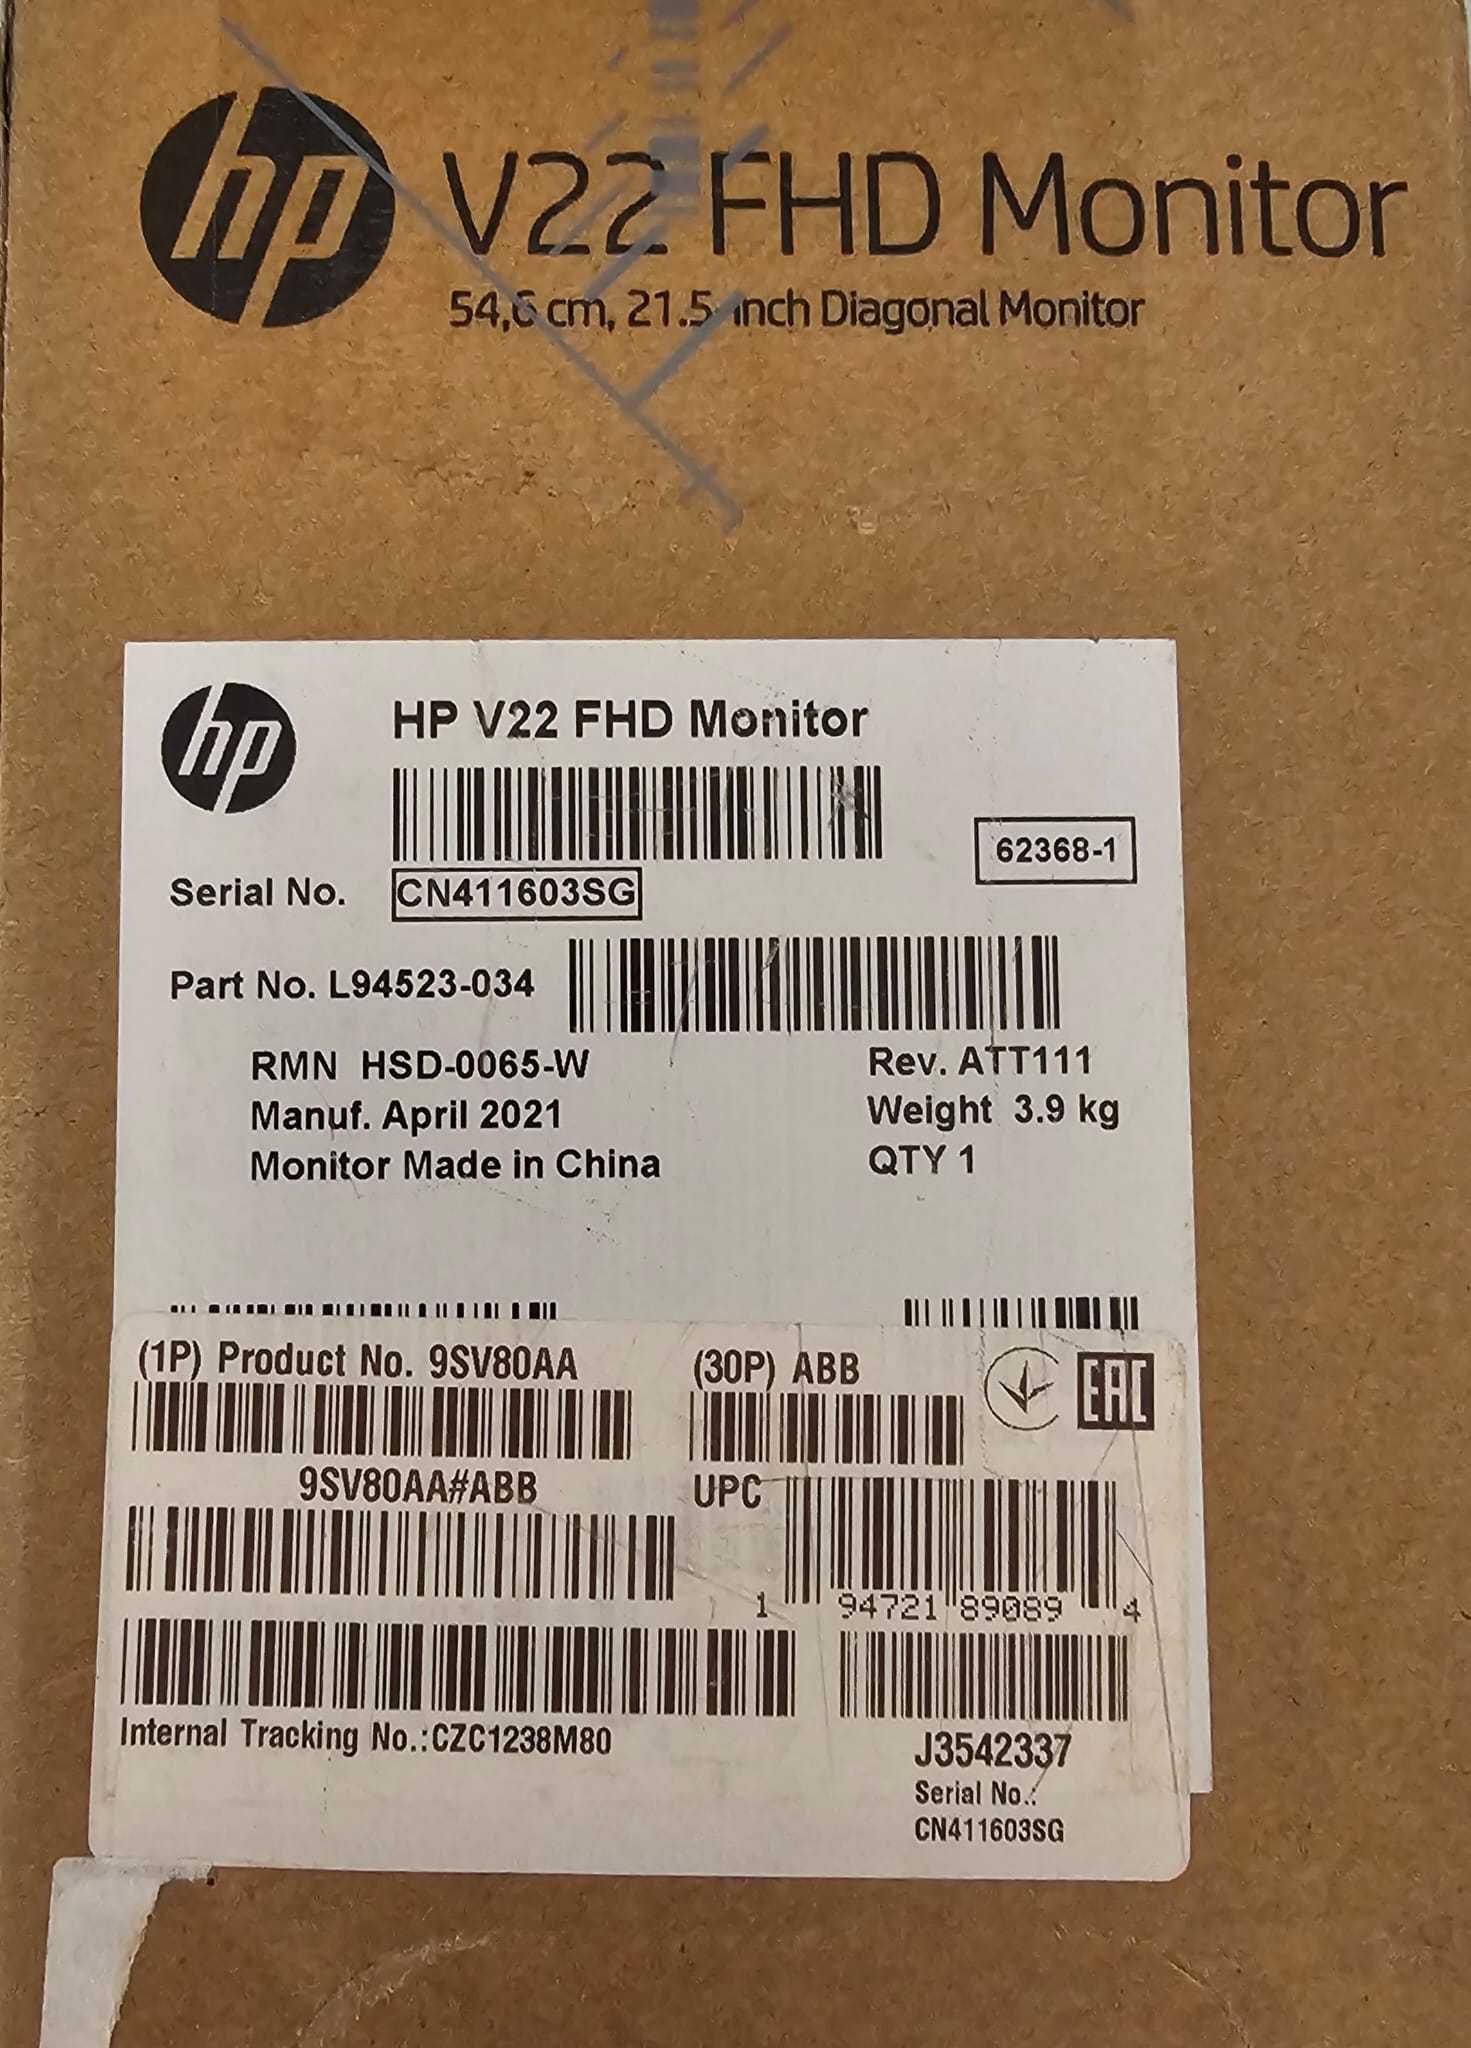 hp
V22 FHD Monitor
54,6 cm, 21.5-inch Diagonal Monitor
hp
HP V22 FHD Monitor
62368-1
Serial No. CN411603SG
Part No. L94523-034
RMN HSD-0065-W
Rev. ATT111
Manuf. April 2021
Weight 3.9 kg
Monitor Made in China
QTY 1
(1P) Product No. 9SV80AA
(30P) ABB
EAC
9SV80AA#ABB
UPC
1 94721 89089 4
Internal Tracking No.:CZC1238M80
J3542337
Serial No.:
CN411603SG